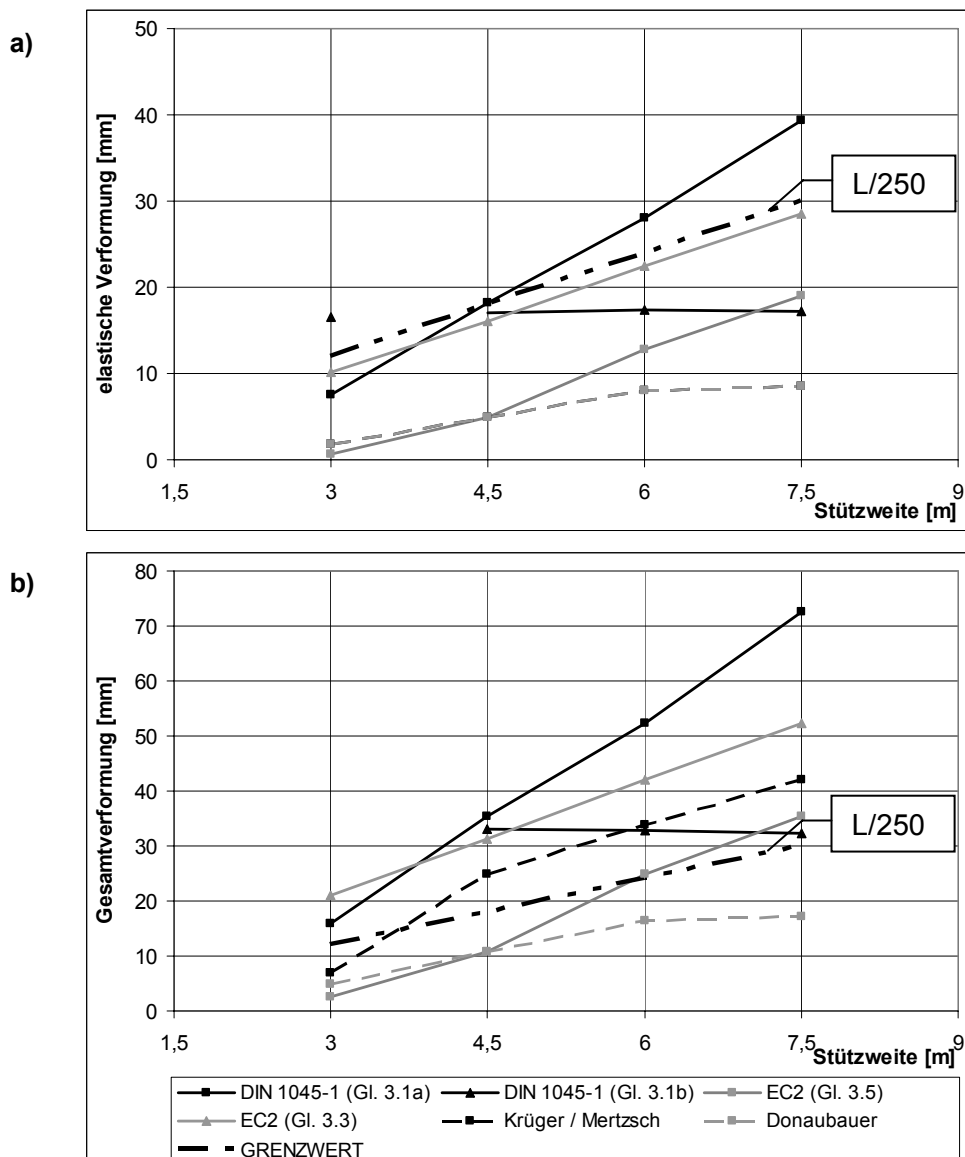 a)
elastische Verformung [mm]
50
40
30
20
10
0
L/250
1,5 3 4,5 6 7,5 9
Stützweite [m]
b)
Gesamtverformung [mm]
80
70
60
50
40
30
20
10
0
L/250
1,5 3 4,5 6 7,5 9
Stützweite [m]
DIN 1045-1 (Gl. 3.1a) DIN 1045-1 (Gl. 3.1b) EC2 (Gl. 3.5)
EC2 (Gl. 3.3) Krüger / Mertzsch Donaubauer
GRENZWERT